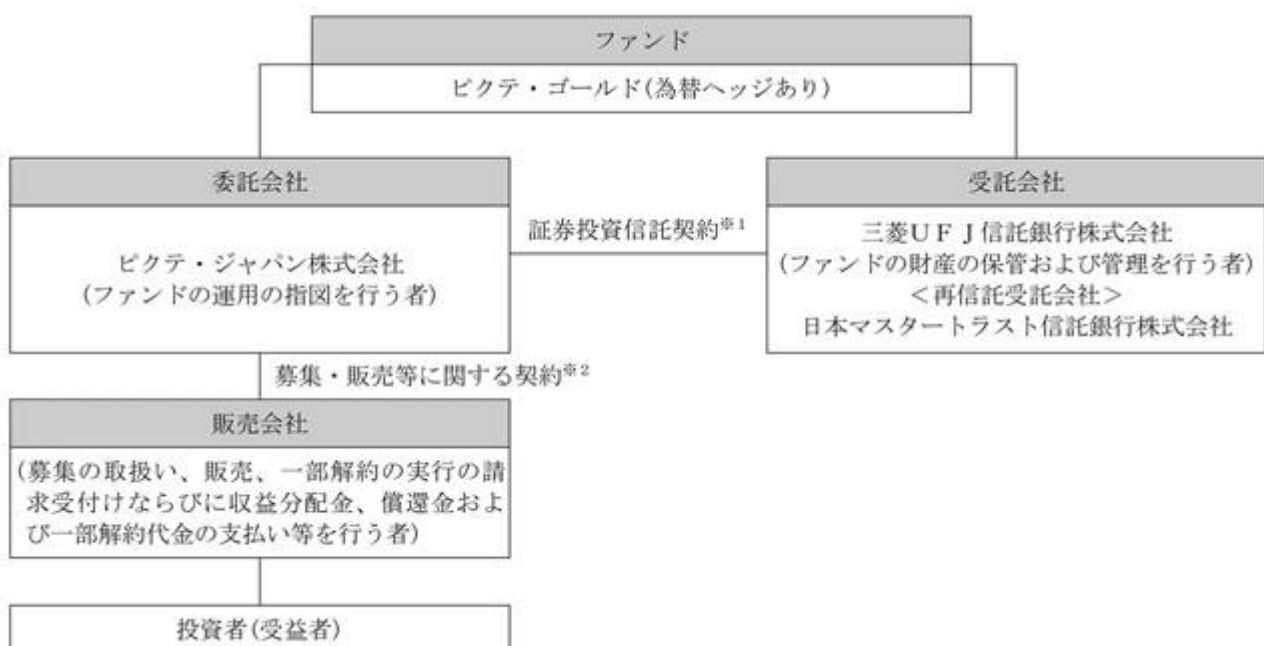 ファンド
ピクテ・ゴールド(為替ヘッジあり)
委託会社
ピクテ・ジャパン株式会社
(ファンドの運用の指図を行う者)
証券投資信託契約※1
受託会社
三菱UFJ信託銀行株式会社
(ファンドの財産の保管および管理を行う者)
<再信託受託会社>
日本マスタートラスト信託銀行株式会社
募集・販売等に関する契約※2
販売会社
(募集の取扱い、販売、一部解約の実行の請
求受付けならびに収益分配金、償還金およ
び一部解約代金の支払い等を行う者)
投資者(受益者)